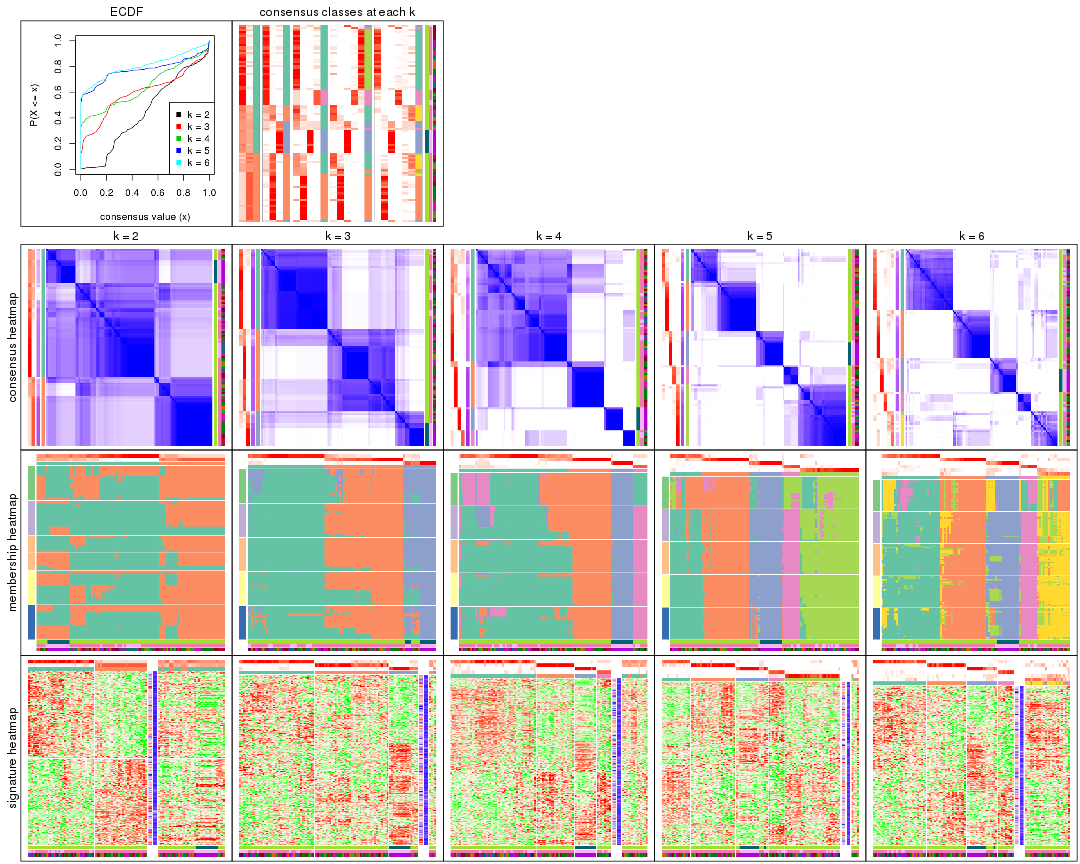 ECDF
consensus classes at each k
P(X <= x)
0.0
0.2
0.4
0.6
0.8
1.0
k = 2
k = 3
k = 4
k = 5
k = 6
0.0 0.2 0.4 0.6 0.8 1.0
consensus value (x)
k = 2
k = 3
k = 4
k = 5
k = 6
consensus heatmap
membership heatmap
signature heatmap